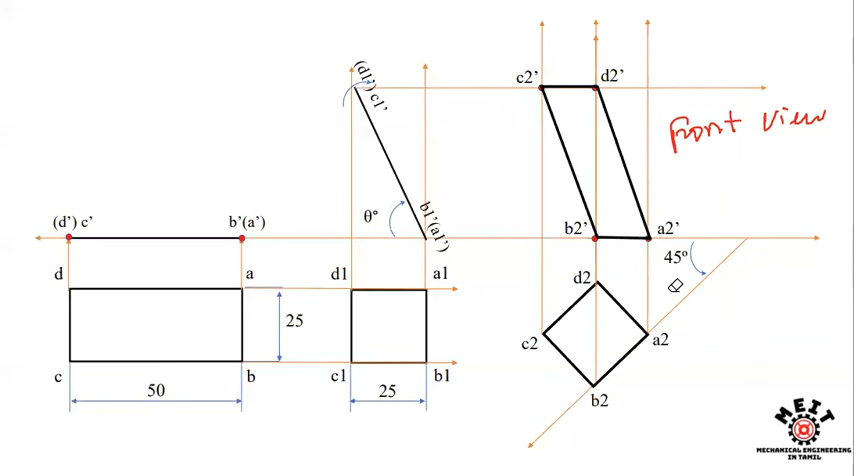 (d1') c1'
c2'
d2'
Front view
(d') c'
b'(a')
θ°
b1'(a1')
b2'
a2'
45°
d
a
d1
a1
d2
25
c2
a2
c
b
c1
b1
50
25
b2
MEIT
MECHANICAL ENGINEERING
IN TAMIL